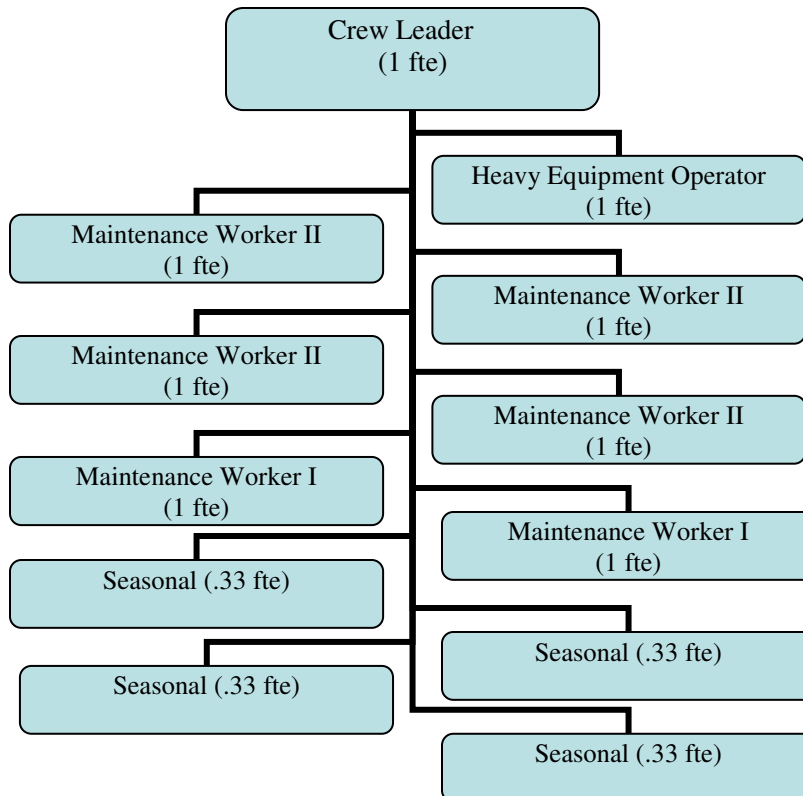 Crew Leader
(1 fte)
Heavy Equipment Operator
(1 fte)
Maintenance Worker II
(1 fte)
Maintenance Worker II
(1 fte)
Maintenance Worker II
(1 fte)
Maintenance Worker II
(1 fte)
Maintenance Worker I
(1 fte)
Maintenance Worker I
(1 fte)
Seasonal (.33 fte)
Seasonal (.33 fte)
Seasonal (.33 fte)
Seasonal (.33 fte)